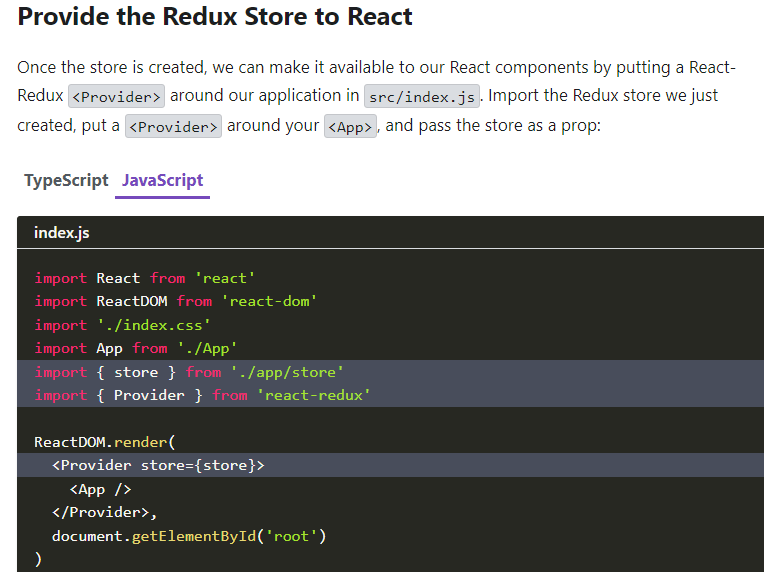 Provide the Redux Store to React
Once the store is created, we can make it available to our React components by putting a React-
Redux <Provider> around our application in src/index.js. Import the Redux store we just
created, put a <Provider> around your <App>, and pass the store as a prop:
TypeScript JavaScript
index.js
import React from 'react'
import ReactDOM from 'react-dom'
import './index.css'
import App from './App'
import { store } from './app/store'
import { Provider } from 'react-redux'
ReactDOM.render(
  <Provider store={store}>
    <App />
  </Provider>,
  document.getElementById('root')
)